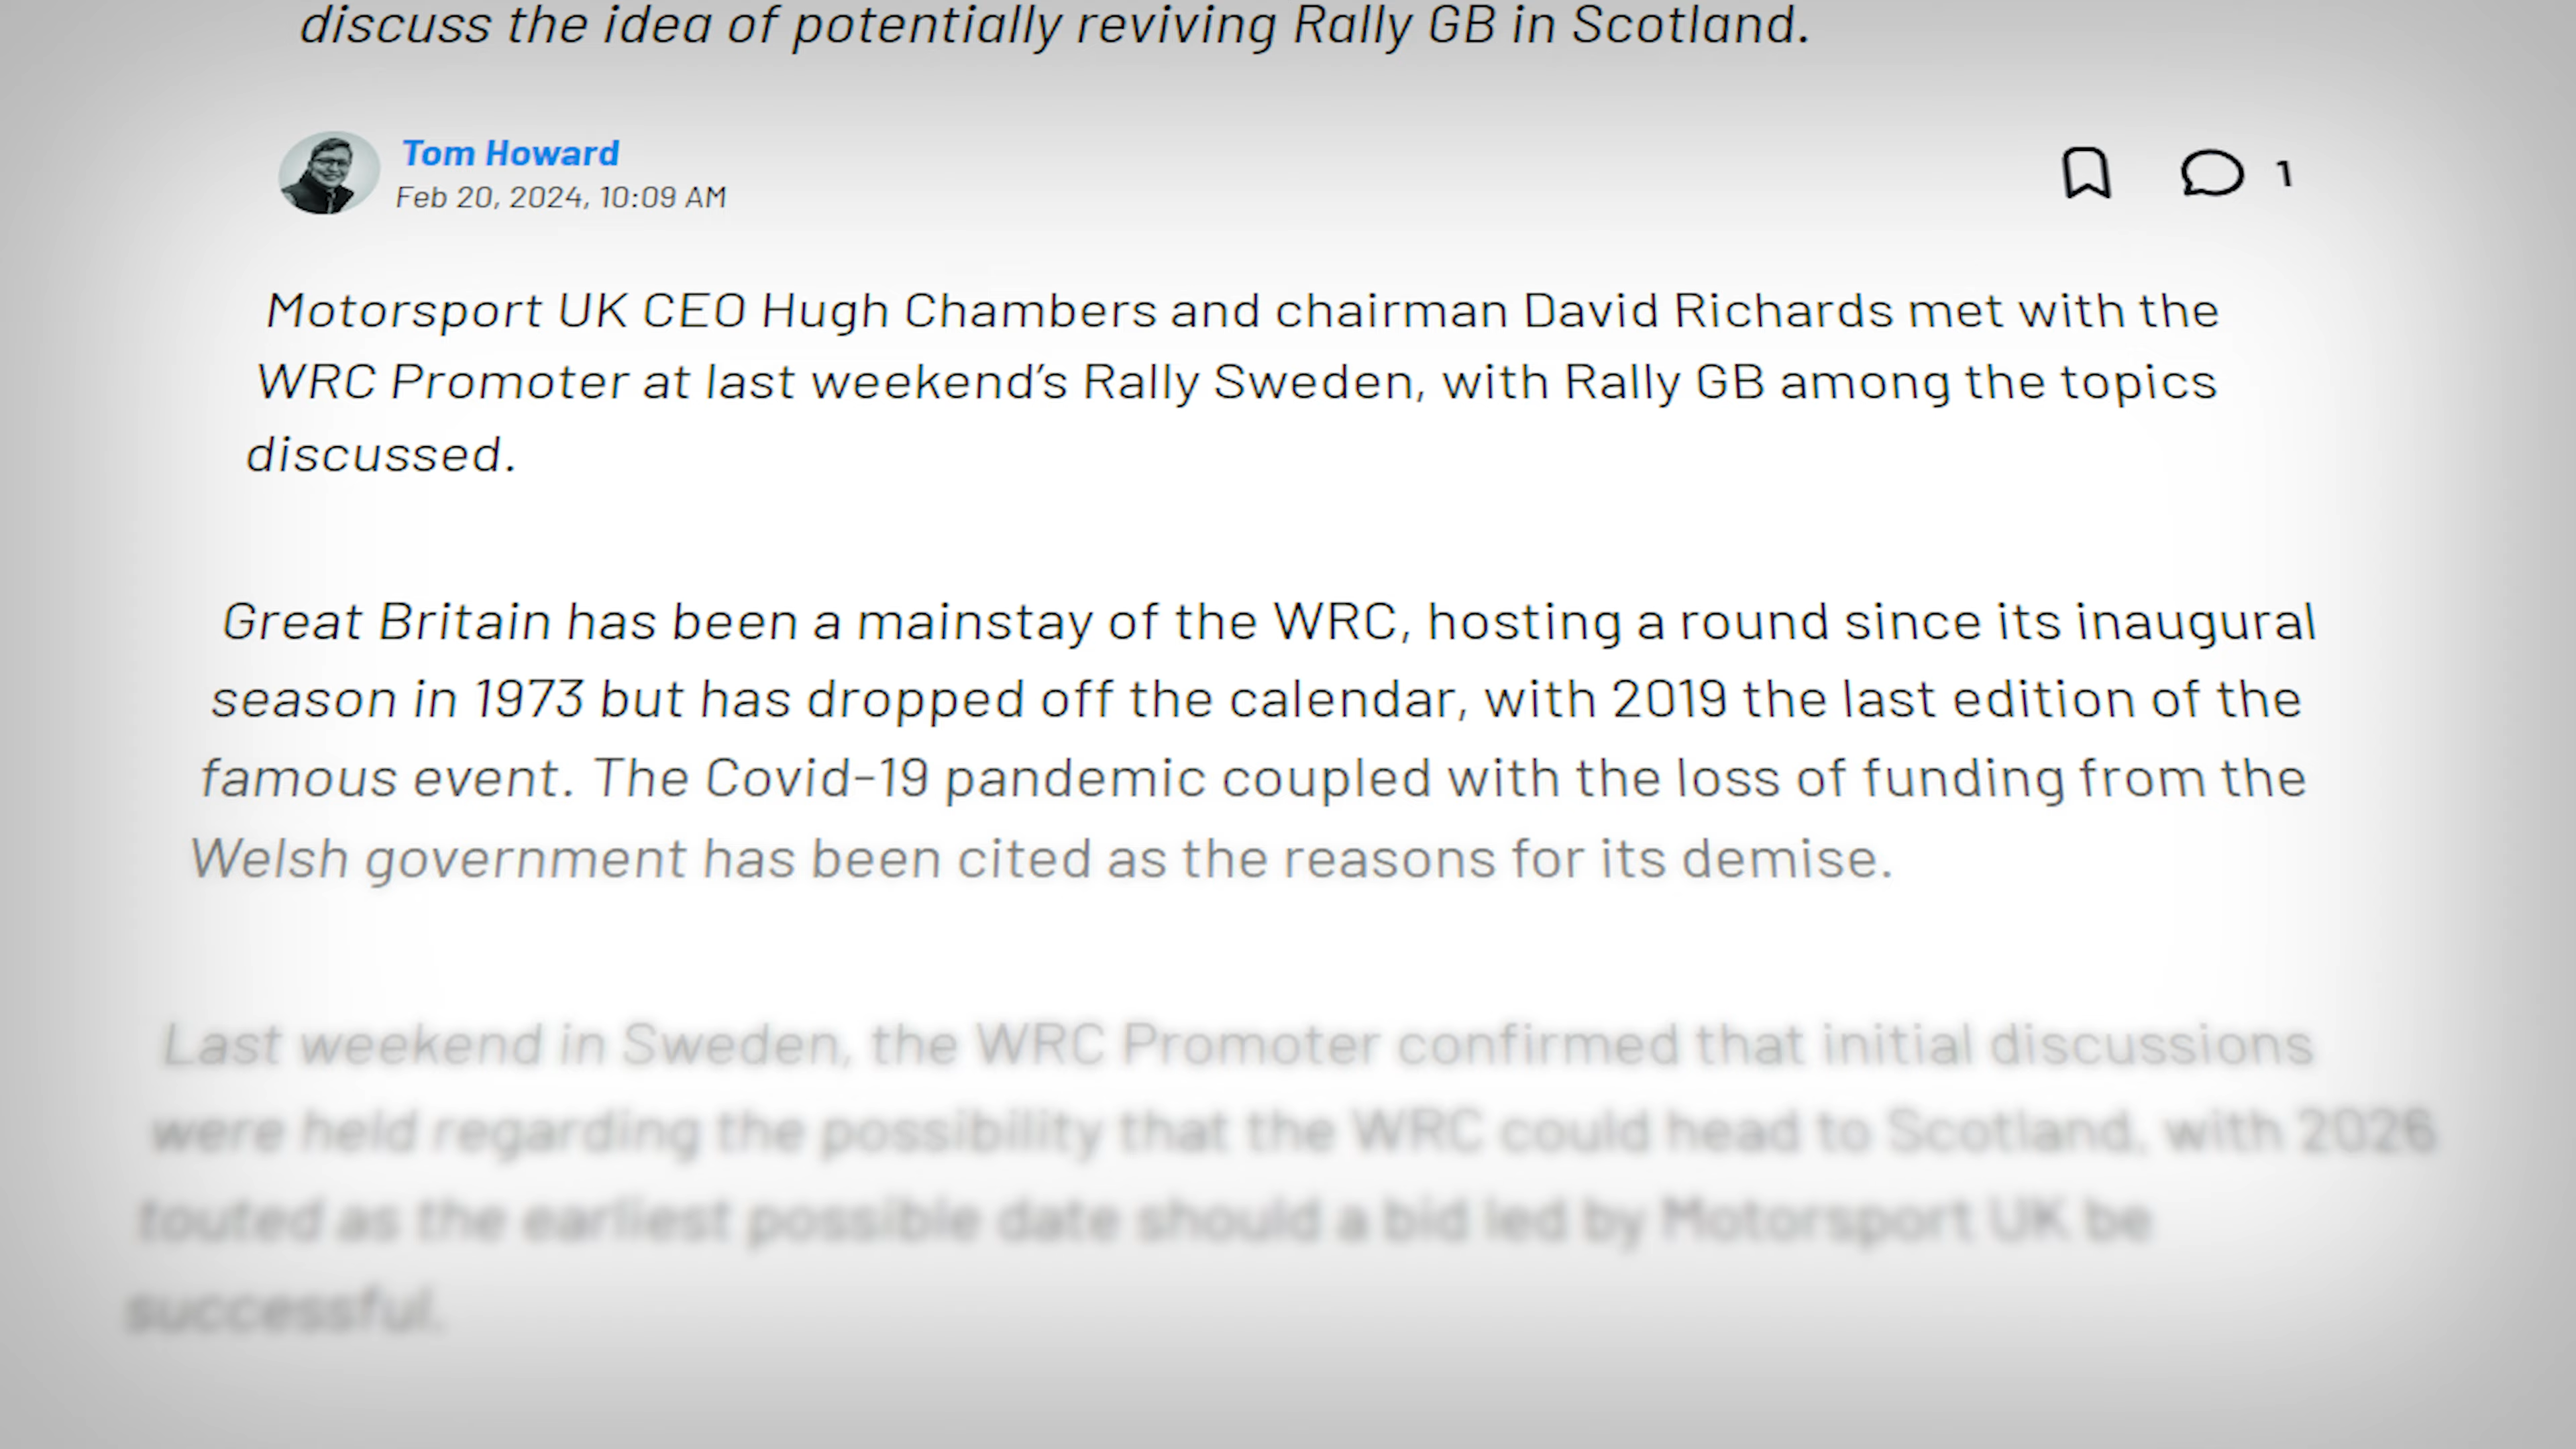 discuss the idea of potentially reviving Rally GB in Scotland.
Tom Howard
Feb 20, 2024, 10:09 AM
1
Motorsport UK CEO Hugh Chambers and chairman David Richards met with the
WRC Promoter at last weekend’s Rally Sweden, with Rally GB among the topics
discussed.
Great Britain has been a mainstay of the WRC, hosting a round since its inaugural
season in 1973 but has dropped off the calendar, with 2019 the last edition of the
famous event. The Covid-19 pandemic coupled with the loss of funding from the
Welsh government has been cited as the reasons for its demise.
Last weekend in Sweden, the WRC Promoter confirmed that initial discussions
were held regarding the possibility that the WRC could head to Scotland, with 2026
touted as the earliest possible date should a bid led by Motorsport UK be
successful.